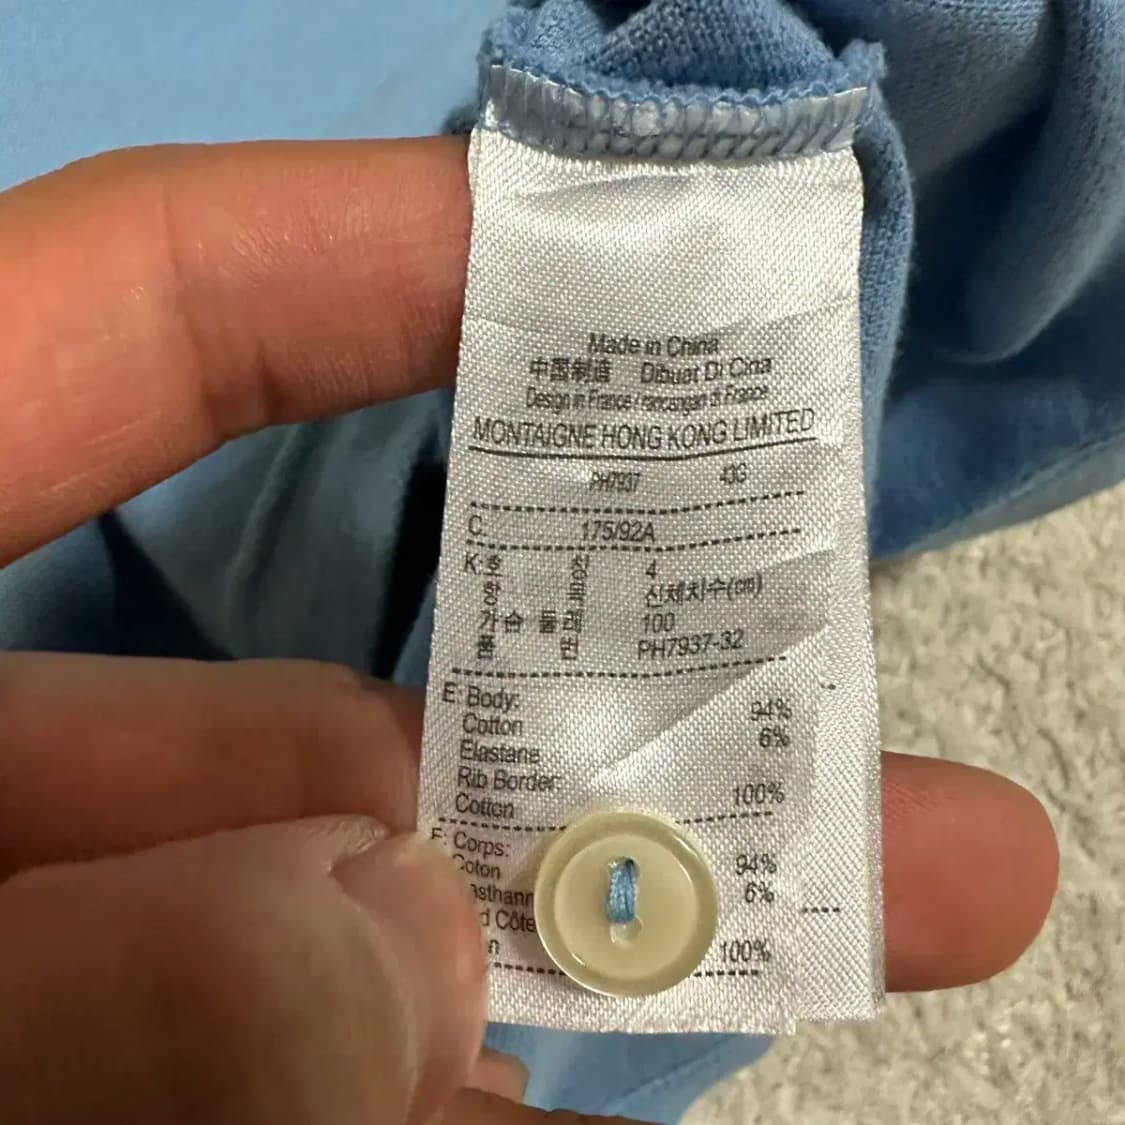 Made in China
中国制造 Dibuat Di Cina
Design in France / rancangan di France
MONTAIGNE HONG KONG LIMITED
PH7937 43G
C. 175/92A
K: 호 칭 4
신체치수(cm)
가슴둘레 100
품 번 PH7937-32
E: Body:
Cotton 94%
Elastane 6%
Rib Border:
Cotton 100%
F: Corps:
Coton 94%
6%
100%